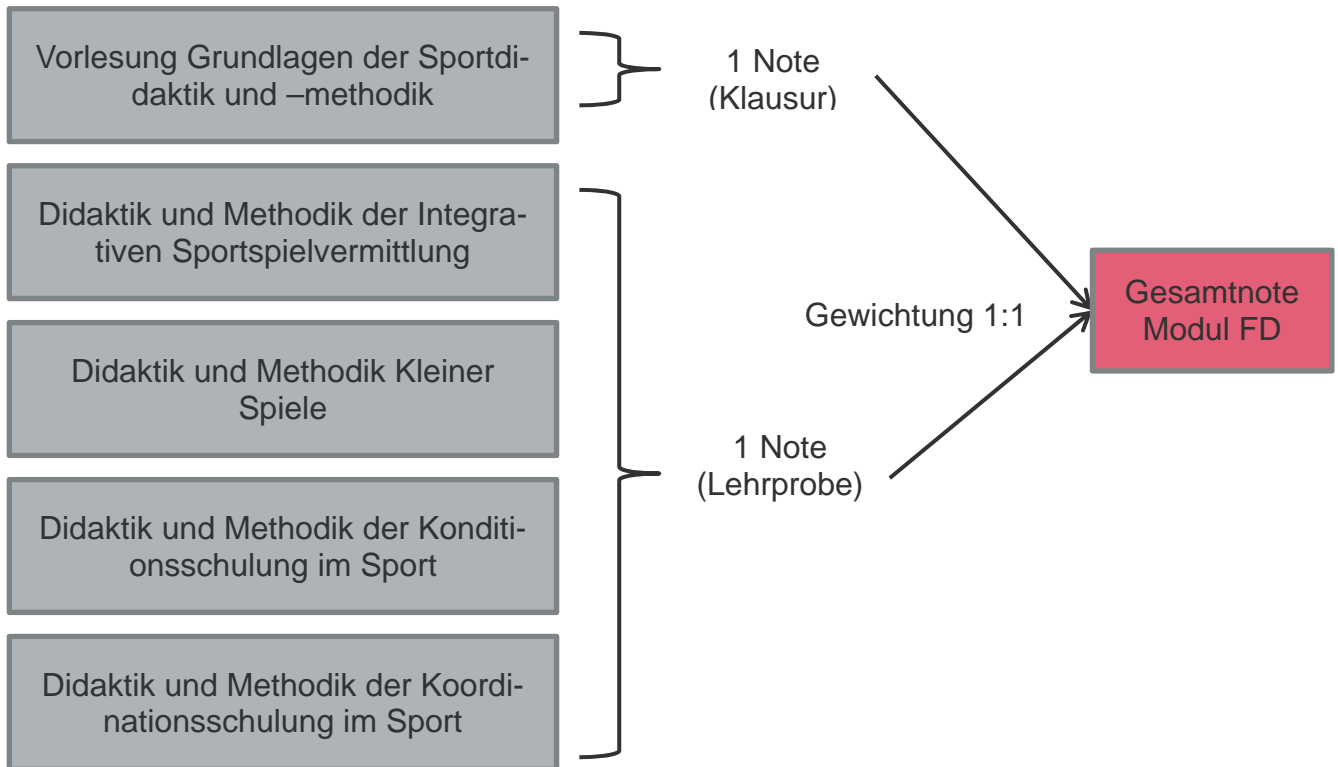 Vorlesung Grundlagen der Sportdi-
daktik und –methodik
1 Note
(Klausur)
Didaktik und Methodik der Integra-
tiven Sportspielvermittlung
Didaktik und Methodik Kleiner
Spiele
Gewichtung 1:1
Gesamtnote
Modul FD
1 Note
(Lehrprobe)
Didaktik und Methodik der Konditi-
onsschulung im Sport
Didaktik und Methodik der Koordi-
nationsschulung im Sport